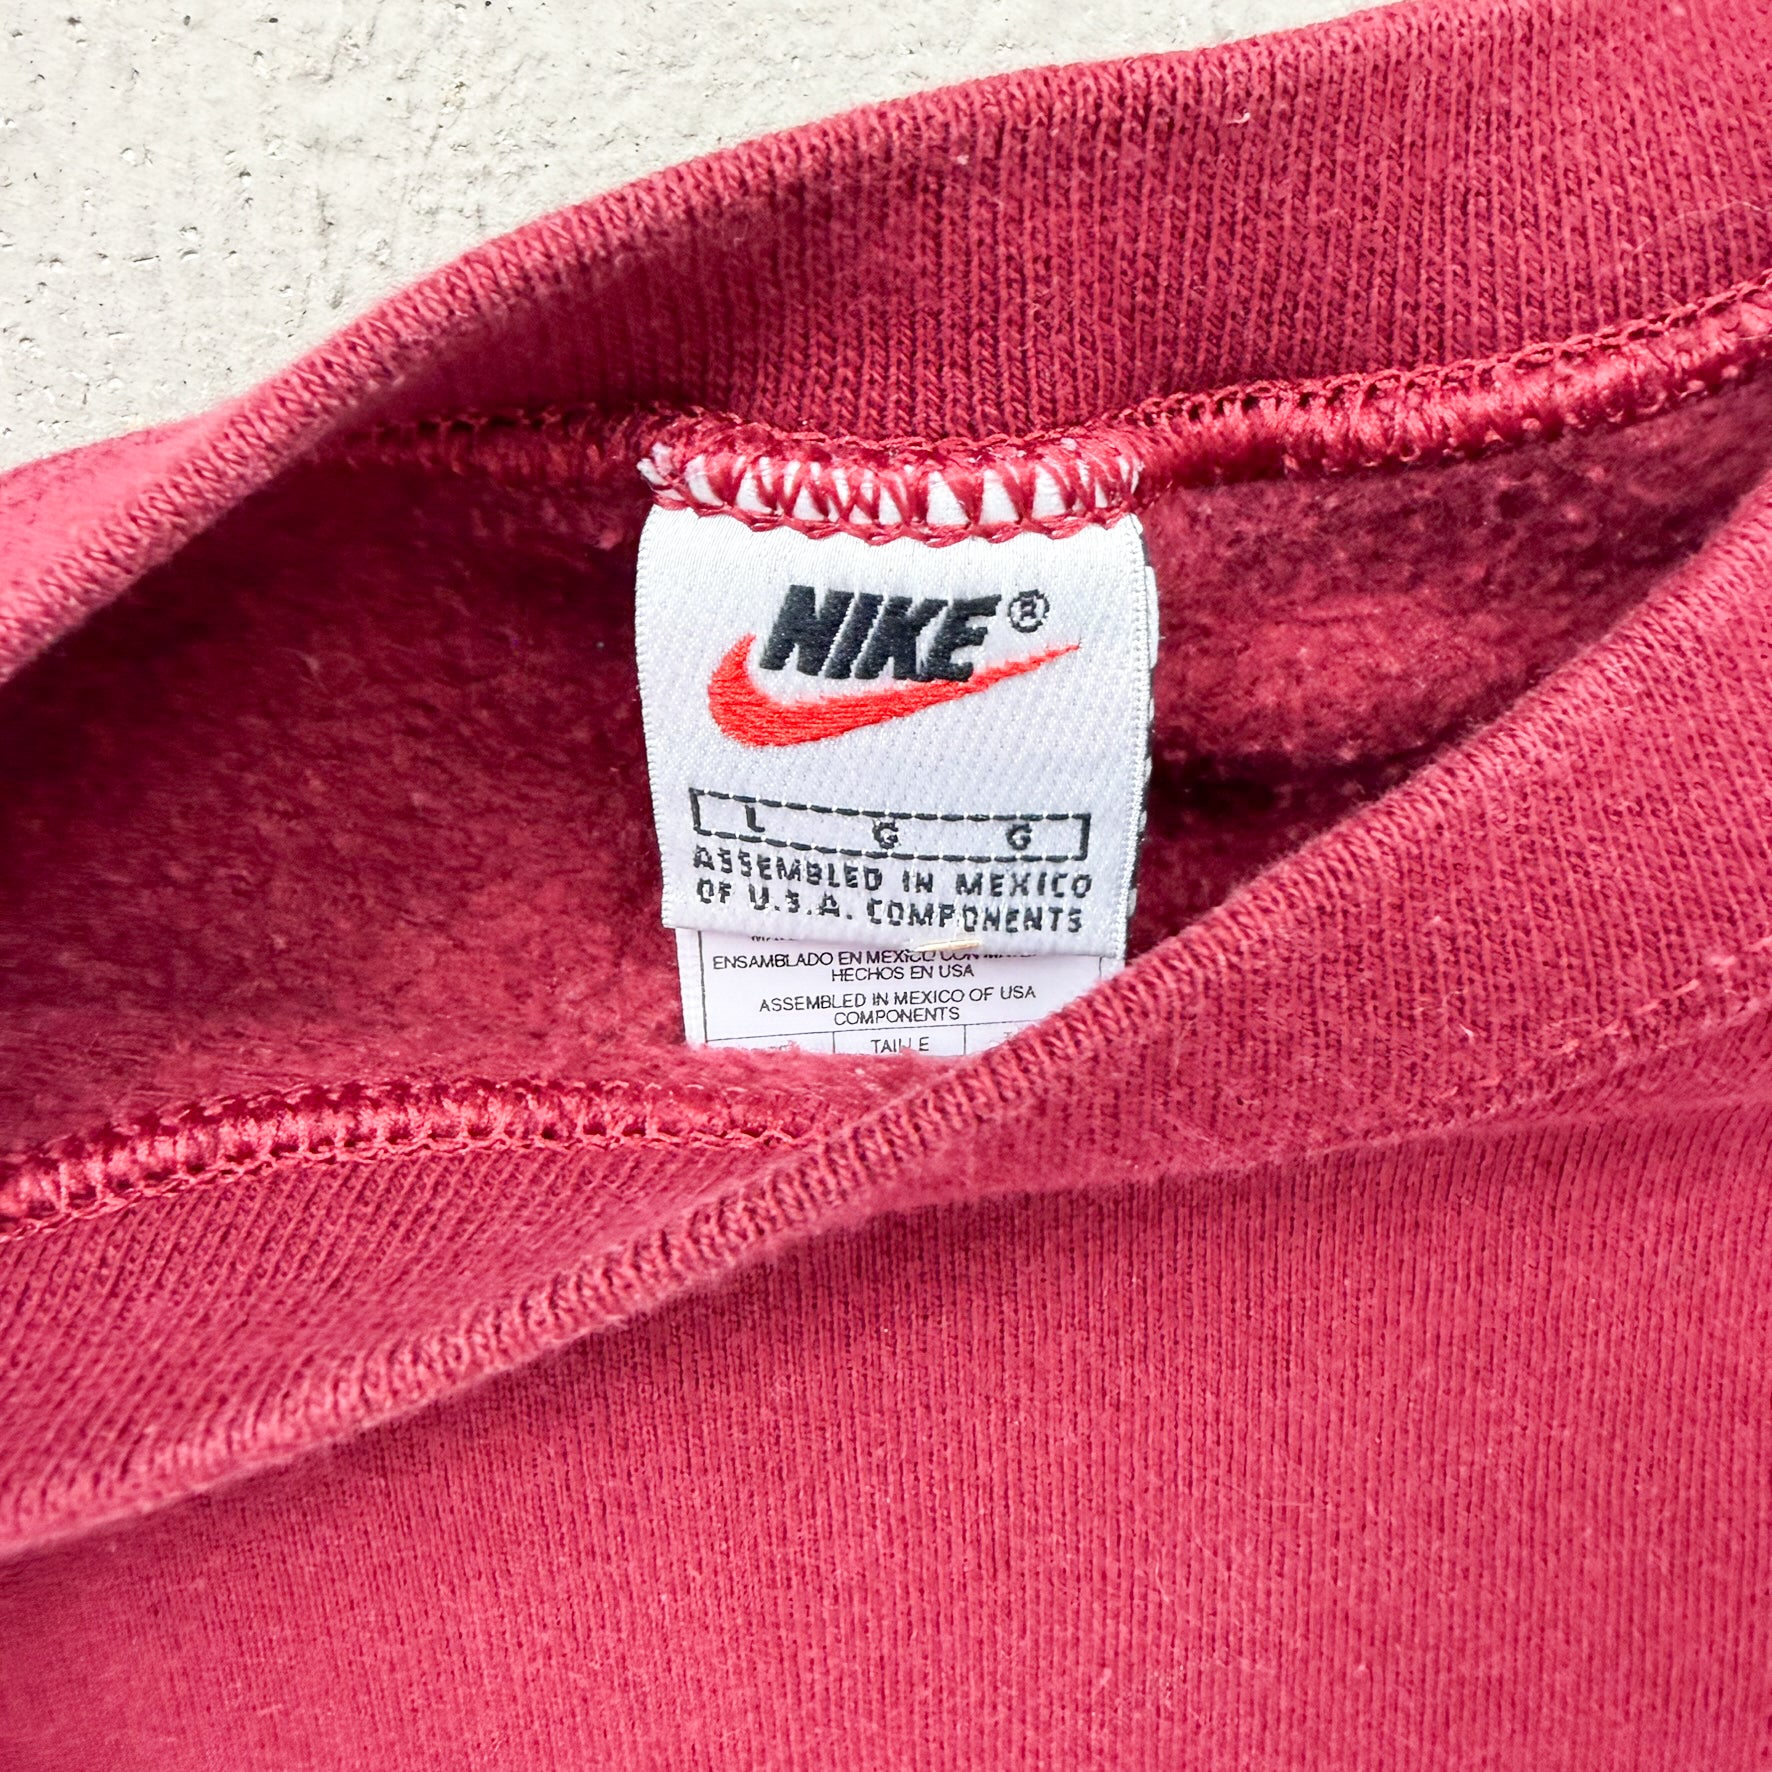 NIKE®
L G G
ASSEMBLED IN MEXICO
OF U.S.A. COMPONENTS
ENSAMBLADO EN MEXICO CON
HECHOS EN USA
ASSEMBLED IN MEXICO OF USA
COMPONENTS
TAILLE